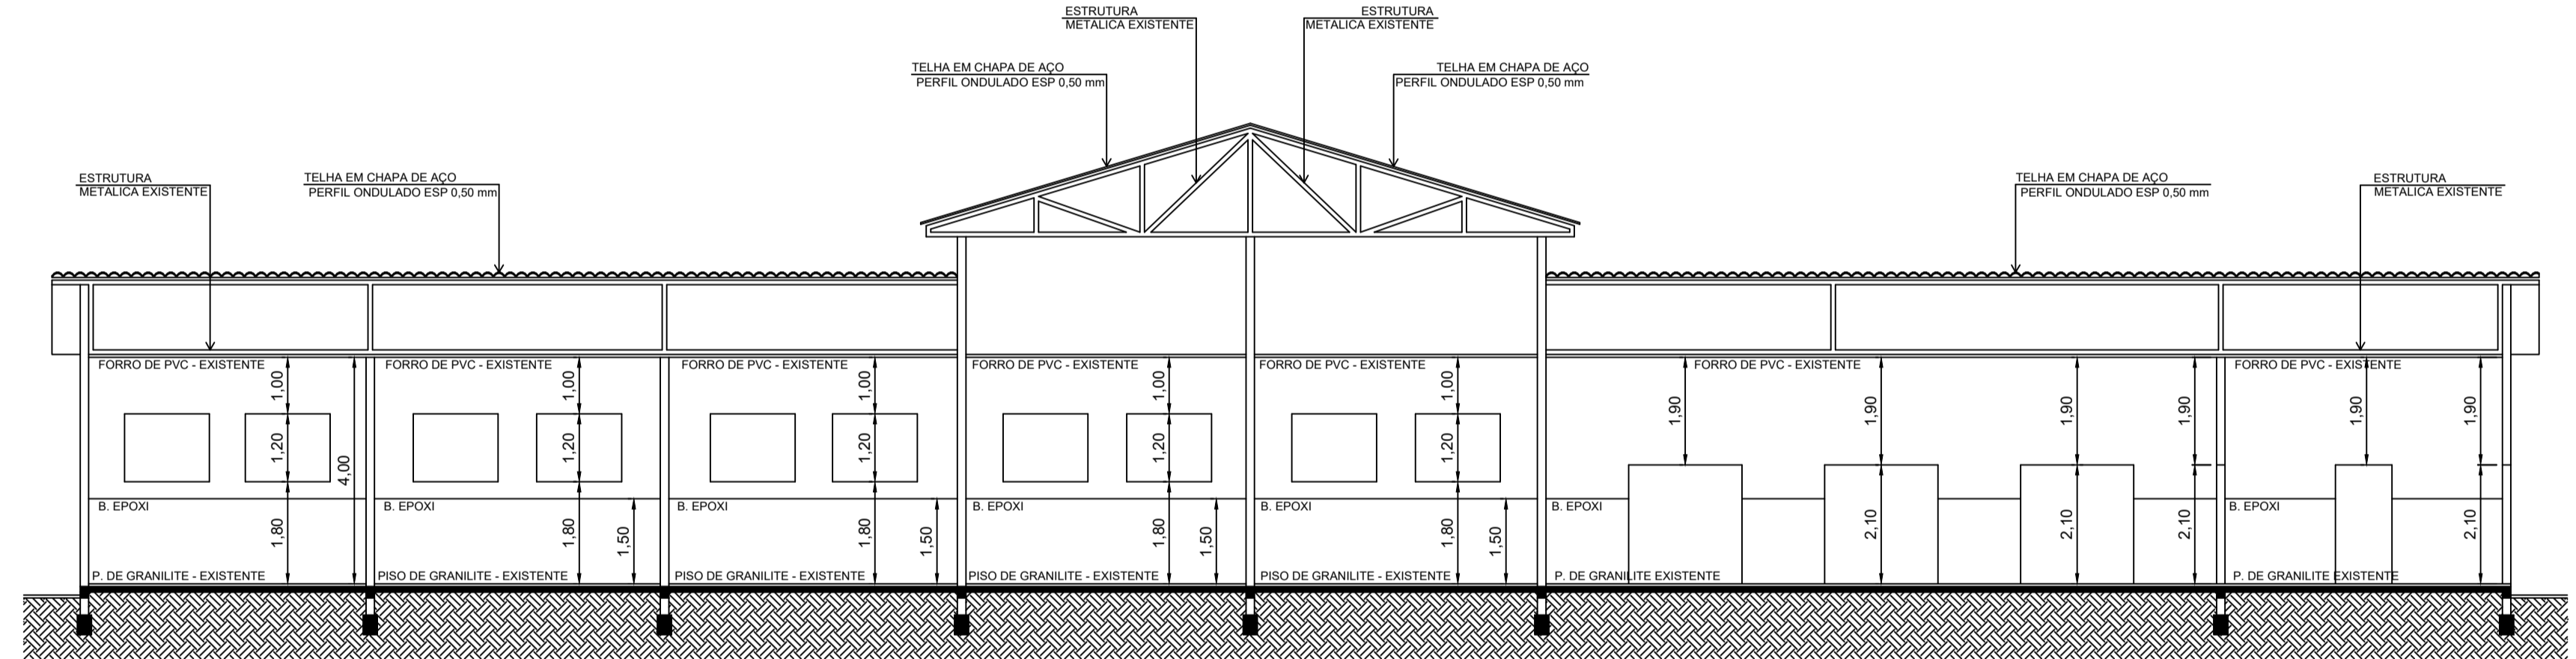 ESTRUTURA
METALICA EXISTENTE
ESTRUTURA
METALICA EXISTENTE
TELHA EM CHAPA DE AÇO
PERFIL ONDULADO ESP 0,50 mm
TELHA EM CHAPA DE AÇO
PERFIL ONDULADO ESP 0,50 mm
ESTRUTURA
METALICA EXISTENTE
TELHA EM CHAPA DE AÇO
PERFIL ONDULADO ESP 0,50 mm
TELHA EM CHAPA DE AÇO
PERFIL ONDULADO ESP 0,50 mm
ESTRUTURA
METALICA EXISTENTE
FORRO DE PVC - EXISTENTE
1,00
1,20
4,00
B. EPOXI
1,80
P. DE GRANILITE - EXISTENTE
FORRO DE PVC - EXISTENTE
1,00
1,20
B. EPOXI
1,80
1,50
PISO DE GRANILITE - EXISTENTE
FORRO DE PVC - EXISTENTE
1,00
1,20
B. EPOXI
1,80
1,50
PISO DE GRANILITE - EXISTENTE
FORRO DE PVC - EXISTENTE
1,00
1,20
B. EPOXI
1,80
1,50
PISO DE GRANILITE - EXISTENTE
FORRO DE PVC - EXISTENTE
1,00
1,20
B. EPOXI
1,80
1,50
PISO DE GRANILITE - EXISTENTE
FORRO DE PVC - EXISTENTE
1,90
1,90
1,90
1,90
B. EPOXI
2,10
2,10
2,10
P. DE GRANILITE EXISTENTE
FORRO DE PVC - EXISTENTE
1,90
1,90
B. EPOXI
2,10
P. DE GRANILITE EXISTENTE